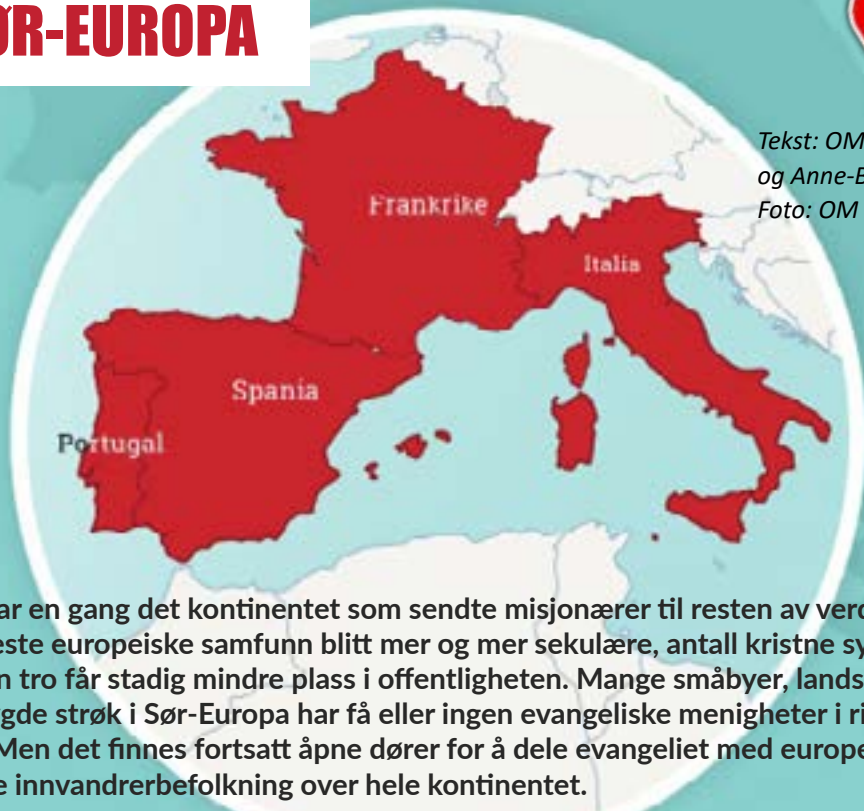 ØR-EUROPA
Tekst: OM
og Anne-E
Foto: OM
Frankrike
Italia
Spania
Portugal
ar en gang det kontinentet som sendte misjonærer til resten av verd
este europeiske samfunn blitt mer og mer sekulære, antall kristne sy
n tro får stadig mindre plass i offentligheten. Mange småbyer, lands
gde strøk i Sør-Europa har få eller ingen evangeliske menigheter i ri
Men det finnes fortsatt åpne dører for å dele evangeliet med europe
e innvandrerbefolkning over hele kontinentet.